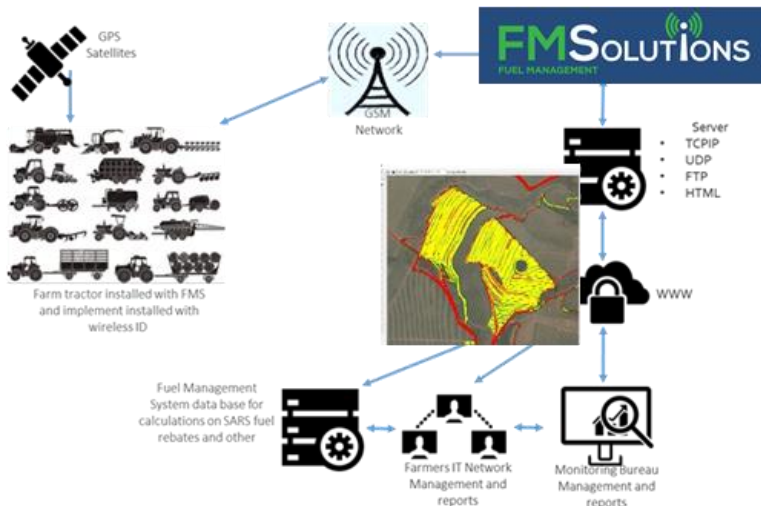 GPS
Satellites
GSM
Network
FMSOLUTIONS
FUEL MANAGEMENT
Server
• TCPIP
• UDP
• FTP
• HTML
WWW
Farm tractor installed with FMS
and implement installed with
wireless ID
Fuel Management
System data base for
calculations on SARS fuel
rebates and other
Farmers IT Network
Management and
reports
Monitoring Bureau
Management and
reports